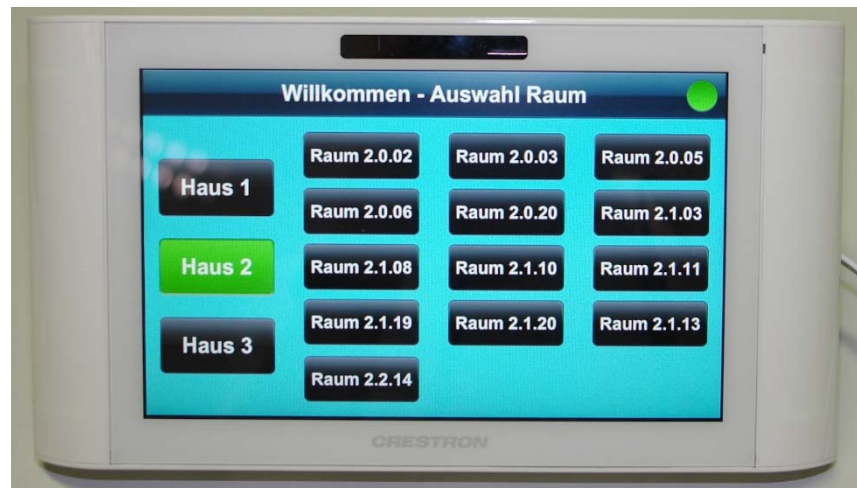 Willkommen - Auswahl Raum
Haus 1
Haus 2
Haus 3
Raum 2.0.02
Raum 2.0.03
Raum 2.0.05
Raum 2.0.06
Raum 2.0.20
Raum 2.1.03
Raum 2.1.08
Raum 2.1.10
Raum 2.1.11
Raum 2.1.19
Raum 2.1.20
Raum 2.1.13
Raum 2.2.14
CRESTRON